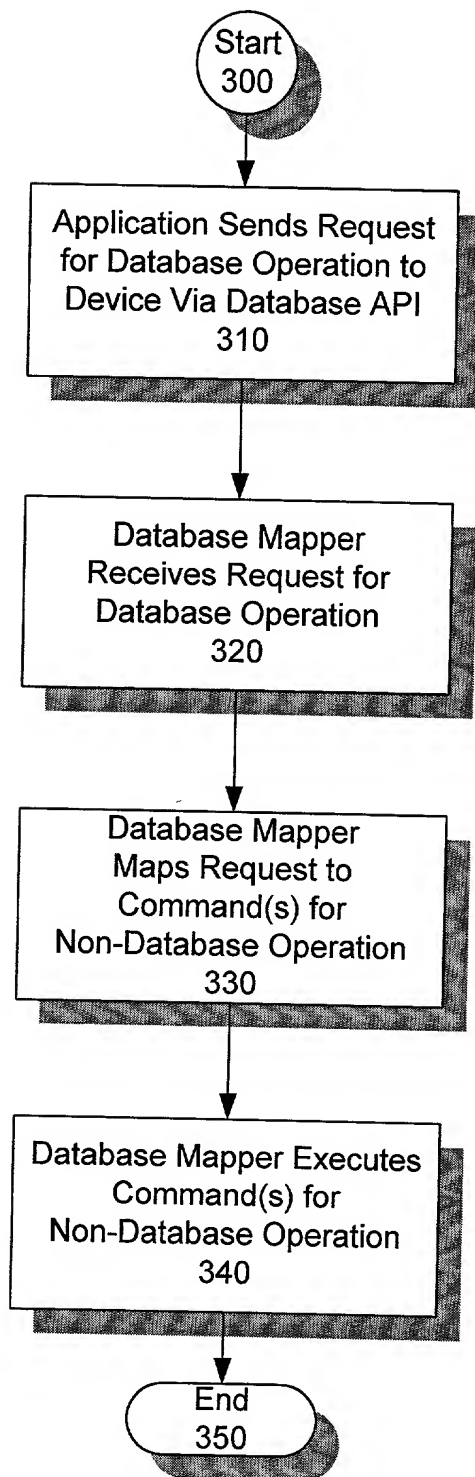 Start
300
Application Sends Request
for Database Operation to
Device Via Database API
310
Database Mapper
Receives Request for
Database Operation
320
Database Mapper
Maps Request to
Command(s) for
Non-Database Operation
330
Database Mapper Executes
Command(s) for
Non-Database Operation
340
End
350